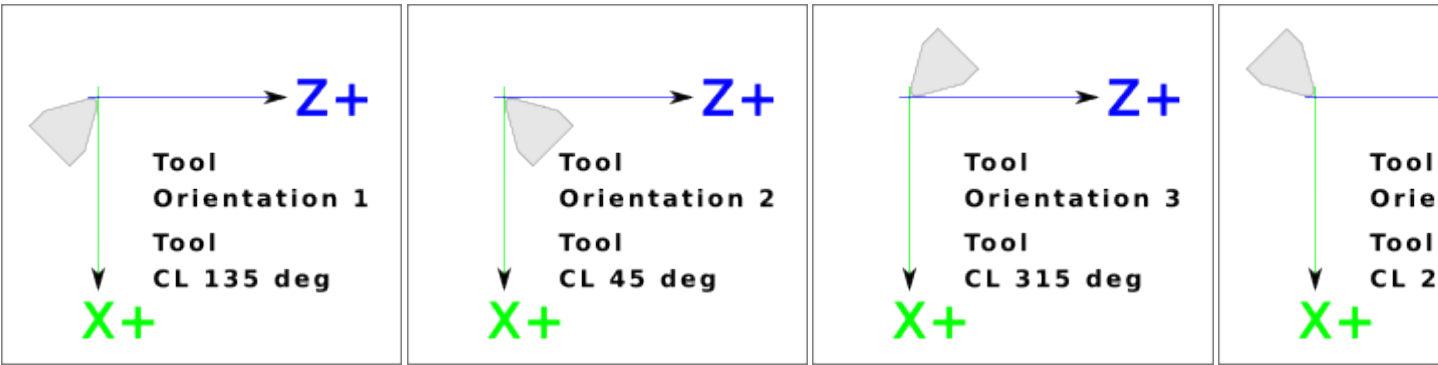 Z+
Tool
Orientation 1
Tool
CL 135 deg
X+
Z+
Tool
Orientation 2
Tool
CL 45 deg
X+
Z+
Tool
Orientation 3
Tool
CL 315 deg
X+
Tool
Tool
CL
X+